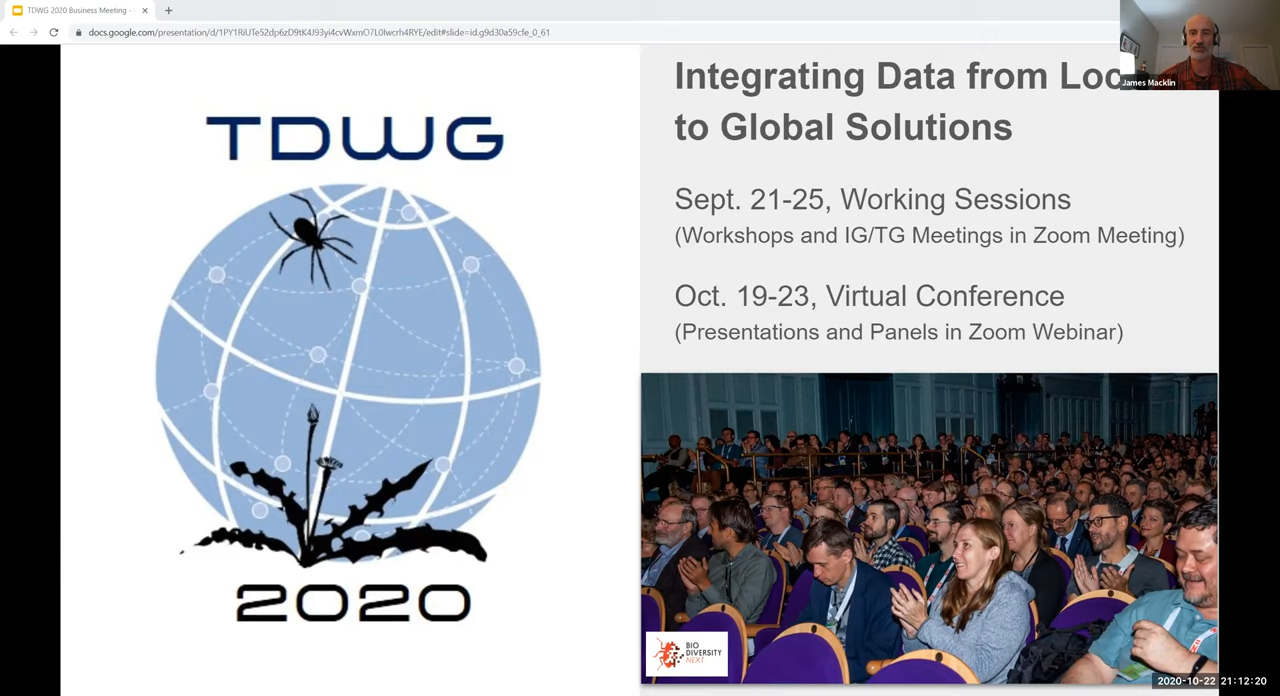 TDWG 2020 Business Meeting -
docs.google.com/presentation/d/1PY1RiUTe52dp6zD9tK4J93yi4cvWxmO7L0Iwcrh4RYE/edit#slide=id.g9d30a59cfe_0_61
James Macklin
TDWG
2020
Integrating Data from Loc
to Global Solutions
Sept. 21-25, Working Sessions
(Workshops and IG/TG Meetings in Zoom Meeting)
Oct. 19-23, Virtual Conference
(Presentations and Panels in Zoom Webinar)
BIO
DIVERSITY
NEXT
2020-10-22 21:12:20